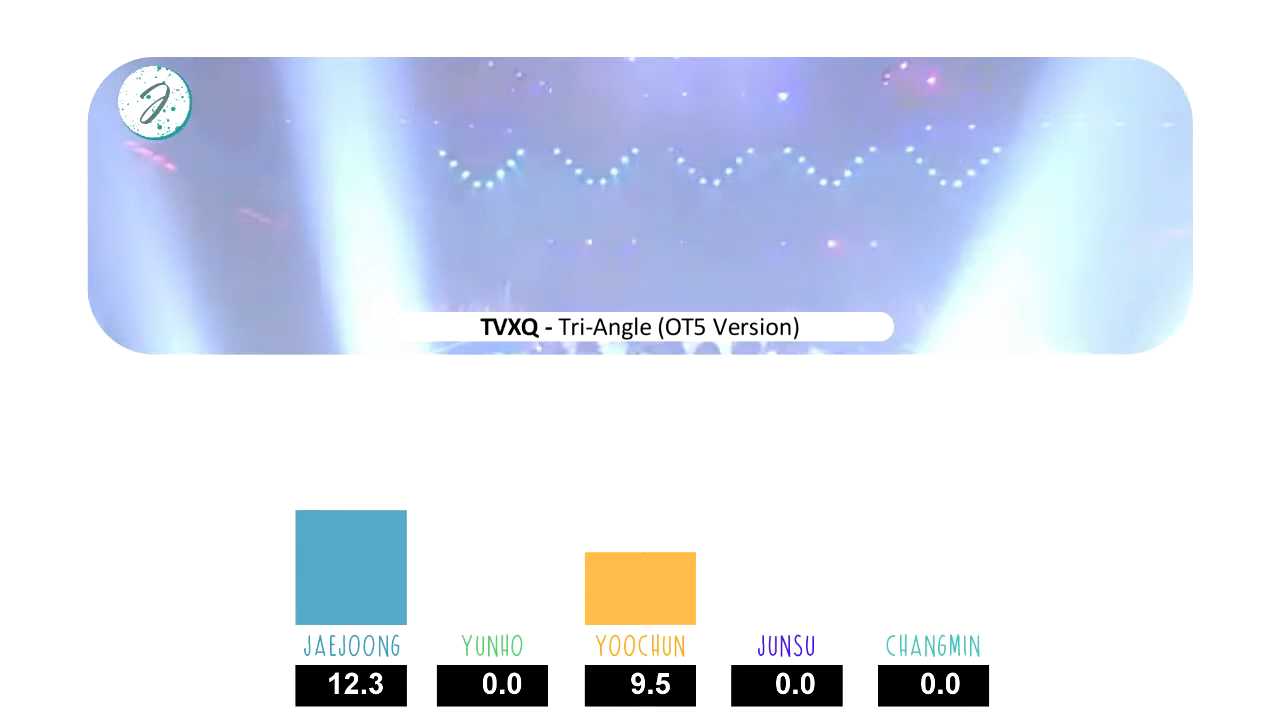 J
TVXQ - Tri-Angle (OT5 Version)
JAEJOONG YUNHO YOOCHUN JUNSU CHANGMIN
12.3 0.0 9.5 0.0 0.0